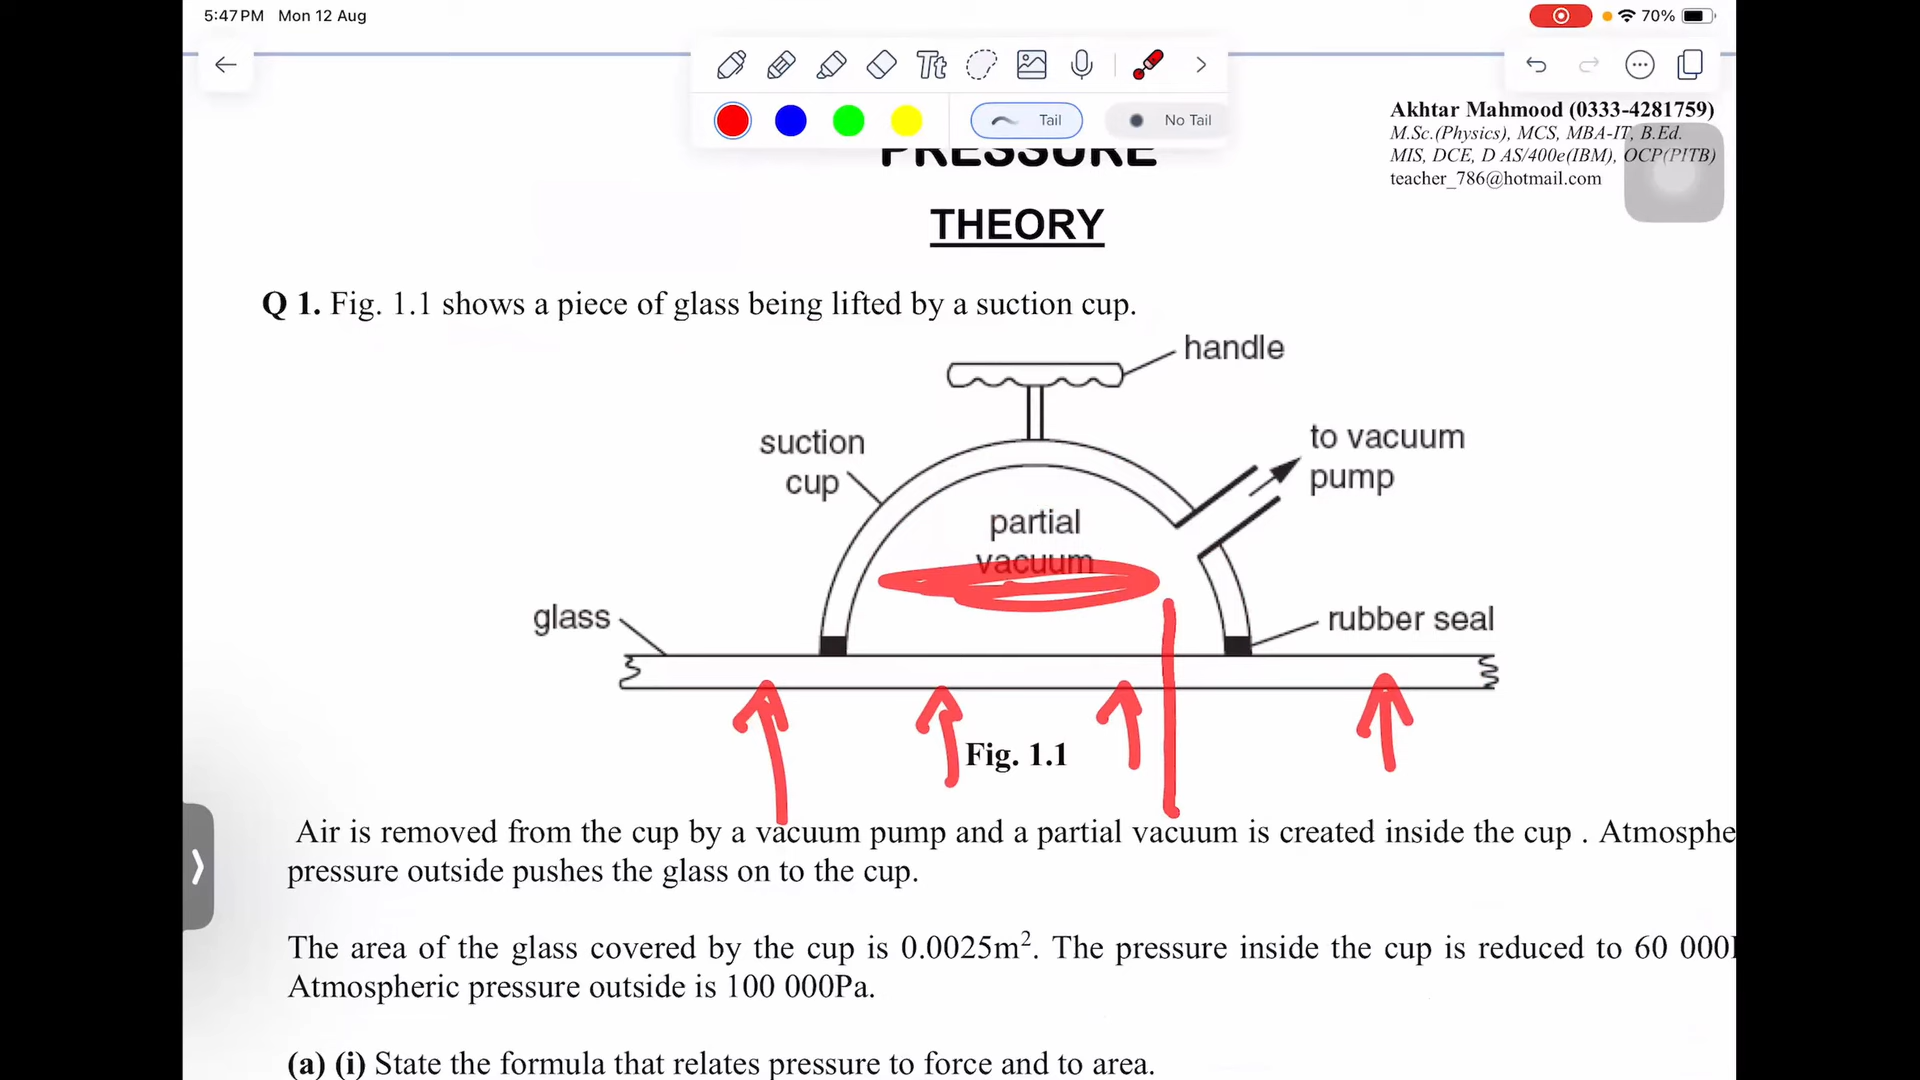 5:47 PM Mon 12 Aug
70%
Tt
Tail
No Tail
Akhtar Mahmood (0333-4281759)
M.Sc.(Physics), MCS, MBA-IT, B.Ed.
MIS, DCE, D AS/400e(IBM), OCP(PITB)
teacher_786@hotmail.com
PRESSURE
THEORY
Q 1. Fig. 1.1 shows a piece of glass being lifted by a suction cup.
handle
suction
cup
to vacuum
pump
partial
vacuum
glass
rubber seal
Fig. 1.1
Air is removed from the cup by a vacuum pump and a partial vacuum is created inside the cup . Atmosphe
pressure outside pushes the glass on to the cup.
The area of the glass covered by the cup is 0.0025m². The pressure inside the cup is reduced to 60 000
Atmospheric pressure outside is 100 000Pa.
(a) (i) State the formula that relates pressure to force and to area.